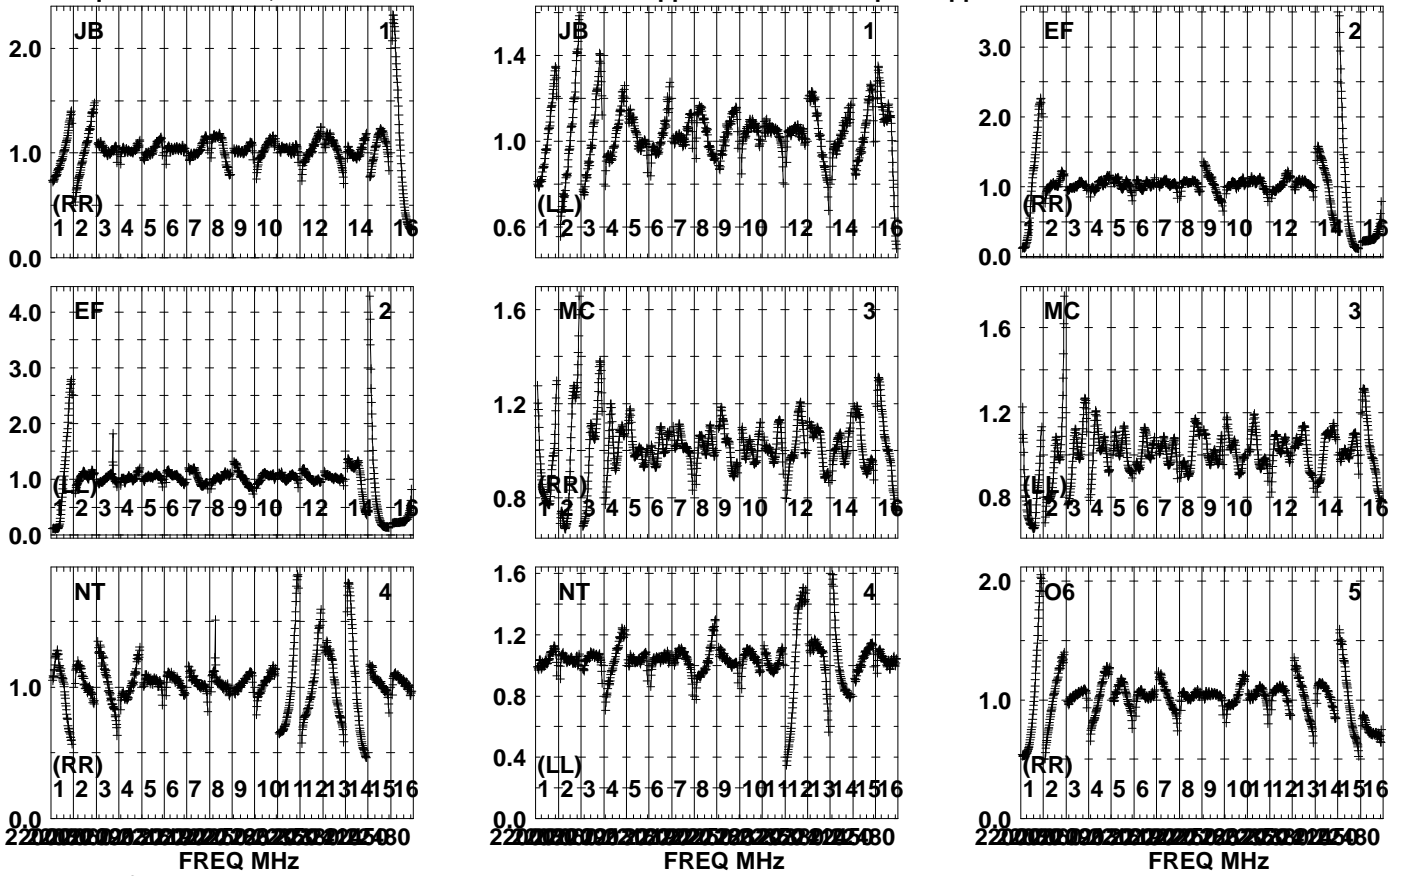 JB 1
2.0
1.0
(RR)
1 2 3 4 5 6 7 8 9 10 12 14 16
0.0
JB 1
1.4
1.0
(LL)
0.6
1 2 3 4 5 6 7 8 9 10 12 14 16
EF 2
3.0
2.0
1.0
(RR)
1 2 3 4 5 6 7 8 9 10 12 14 16
0.0
EF 2
4.0
3.0
2.0
1.0
(LL)
1 2 3 4 5 6 7 8 9 10 12 14 16
0.0
MC 3
1.6
1.2
0.8
(RR)
1 2 3 4 5 6 7 8 9 10 12 14 16
MC 3
1.6
1.2
0.8
(LL)
1 2 3 4 5 6 7 8 9 10 12 14 16
NT 4
1.0
(RR)
1 2 3 4 5 6 7 8 9 10 11 12 13 14 15 16
0.0
FREQ MHz
NT 4
1.6
1.2
0.8
0.4
(LL)
1 2 3 4 5 6 7 8 9 10 11 12 13 14 15 16
0.0
FREQ MHz
O6 5
2.0
1.0
(RR)
1 2 3 4 5 6 7 8 9 10 11 12 13 14 15 16
0.0
FREQ MHz